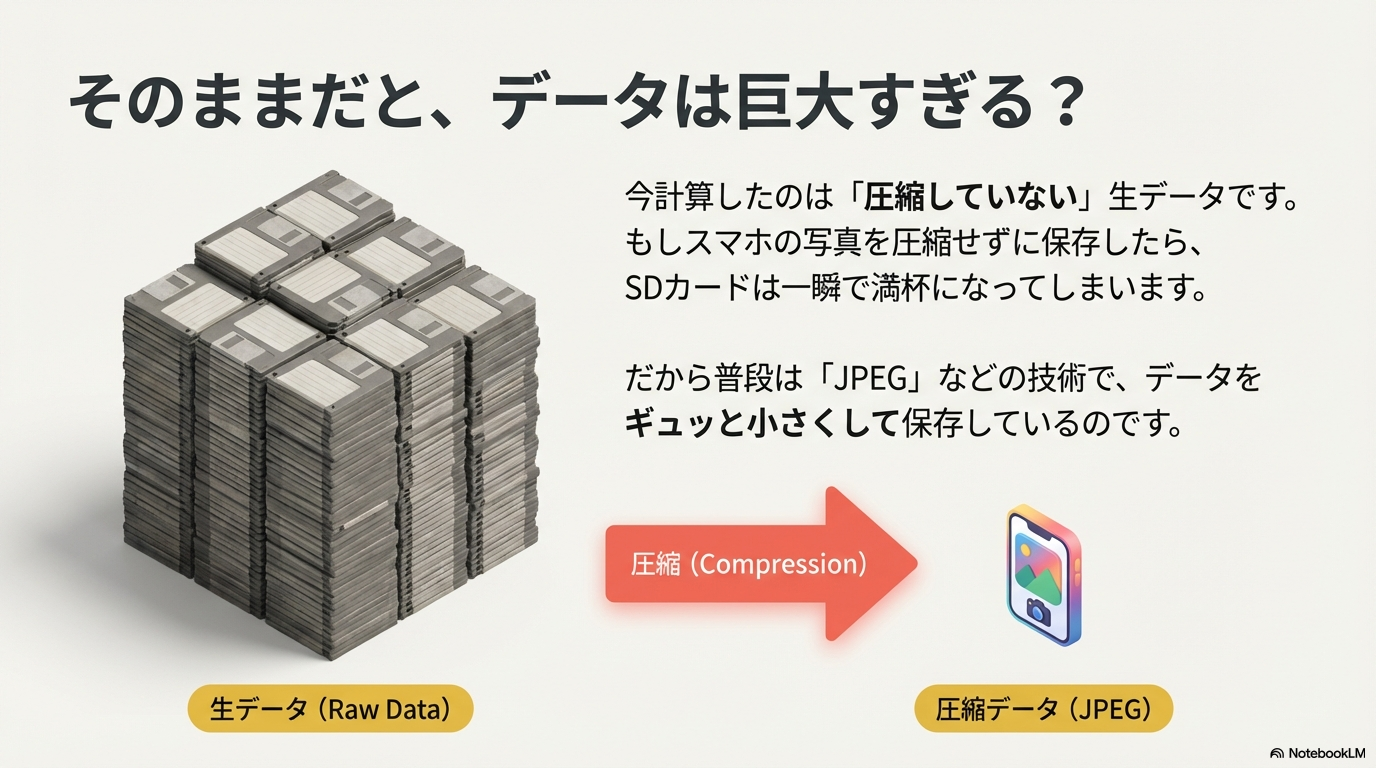 そのままだと、データは巨大すぎる？
今計算したのは「圧縮していない」生データです。
もしスマホの写真を圧縮せずに保存したら、
SDカードは一瞬で満杯になってしまいます。
だから普段は「JPEG」などの技術で、データを
ギュッと小さくして保存しているのです。
圧縮（Compression）
生データ（Raw Data）
圧縮データ（JPEG）
NotebookLM